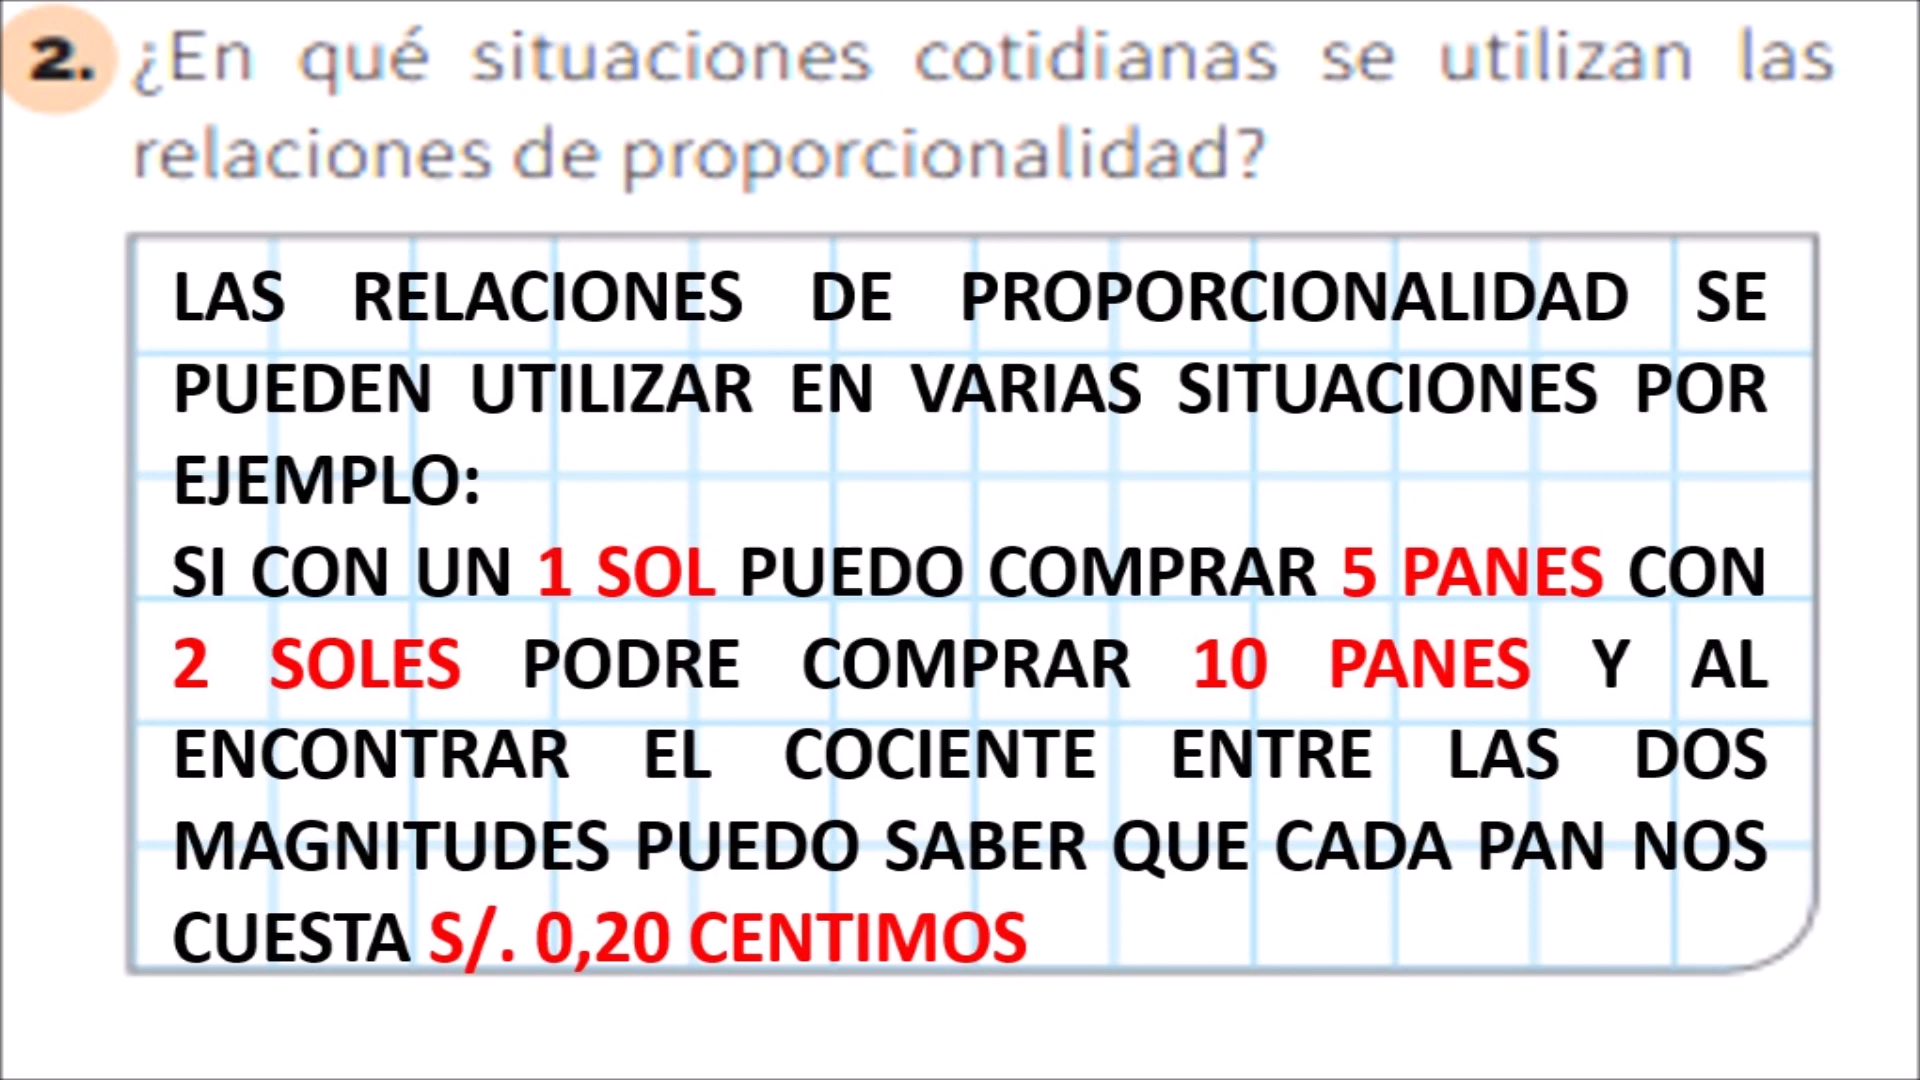 2. ¿En qué situaciones cotidianas se utilizan las
relaciones de proporcionalidad?
LAS RELACIONES DE PROPORCIONALIDAD SE
PUEDEN UTILIZAR EN VARIAS SITUACIONES POR
EJEMPLO:
SI CON UN 1 SOL PUEDO COMPRAR 5 PANES CON
2 SOLES PODRE COMPRAR 10 PANES Y AL
ENCONTRAR EL COCIENTE ENTRE LAS DOS
MAGNITUDES PUEDO SABER QUE CADA PAN NOS
CUESTA S/. 0,20 CENTIMOS